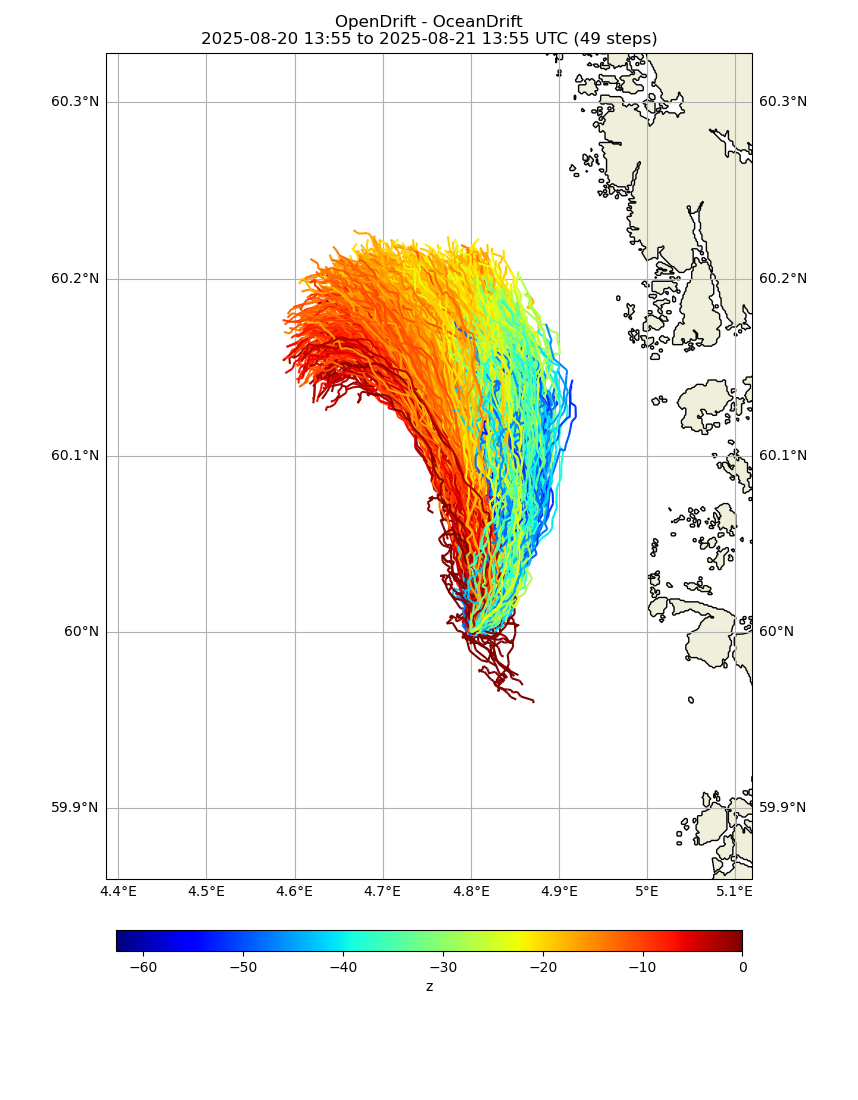 OpenDrift - OceanDrift
2025-08-20 13:55 to 2025-08-21 13:55 UTC (49 steps)
60.3°N 60.3°N
60.2°N 60.2°N
60.1°N 60.1°N
60°N 60°N
59.9°N 59.9°N
4.4°E 4.5°E 4.6°E 4.7°E 4.8°E 4.9°E 5°E 5.1°E
−60 −50 −40 −30 −20 −10 0
z